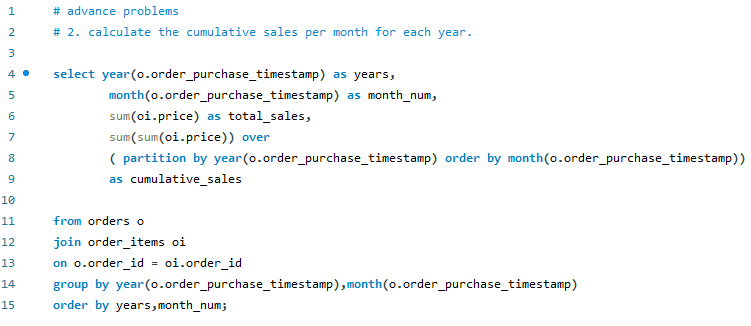 1 # advance problems
2 # 2. calculate the cumulative sales per month for each year.
3
4 select year(o.order_purchase_timestamp) as years,
5 month(o.order_purchase_timestamp) as month_num,
6 sum(oi.price) as total_sales,
7 sum(sum(oi.price)) over
8 ( partition by year(o.order_purchase_timestamp) order by month(o.order_purchase_timestamp))
9 as cumulative_sales
10
11 from orders o
12 join order_items oi
13 on o.order_id = oi.order_id
14 group by year(o.order_purchase_timestamp),month(o.order_purchase_timestamp)
15 order by years,month_num;